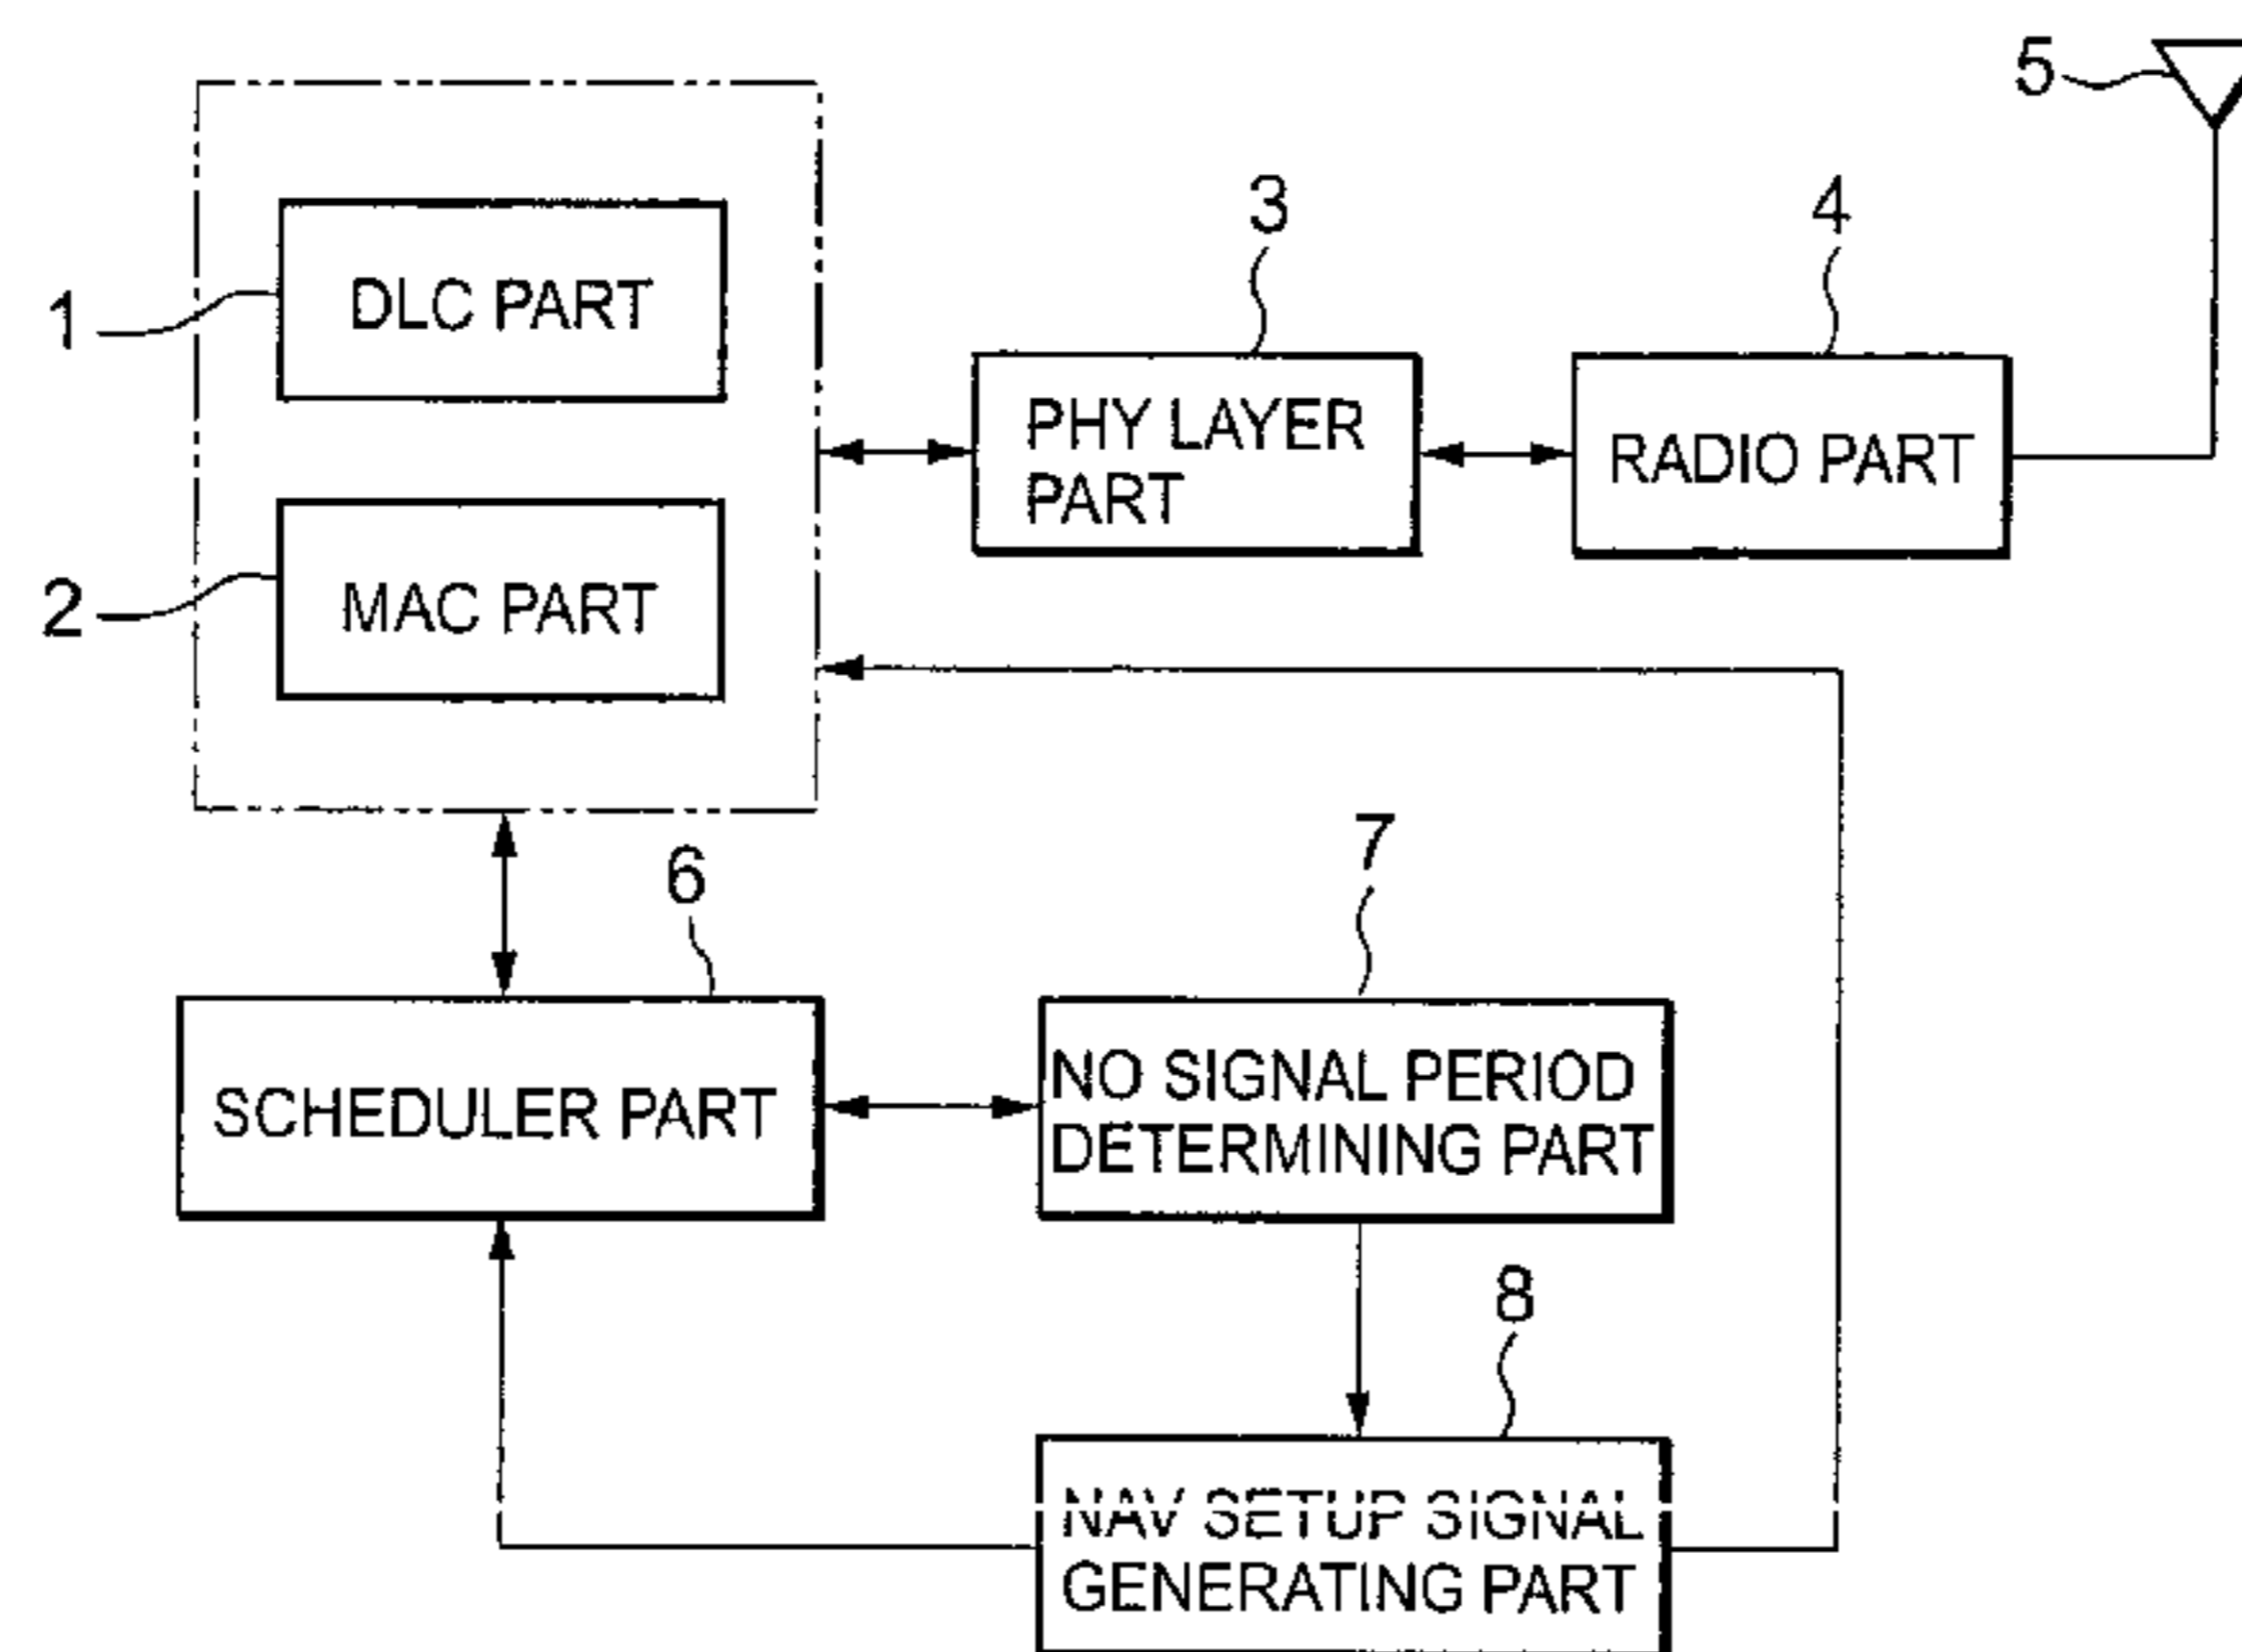 5
3
4
1
DLC PART
PHY LAYER
PART
RADIO PART
2
MAC PART
6
7
SCHEDULER PART
NO SIGNAL PERIOD
DETERMINING PART
8
NAV SETUP SIGNAL
GENERATING PART